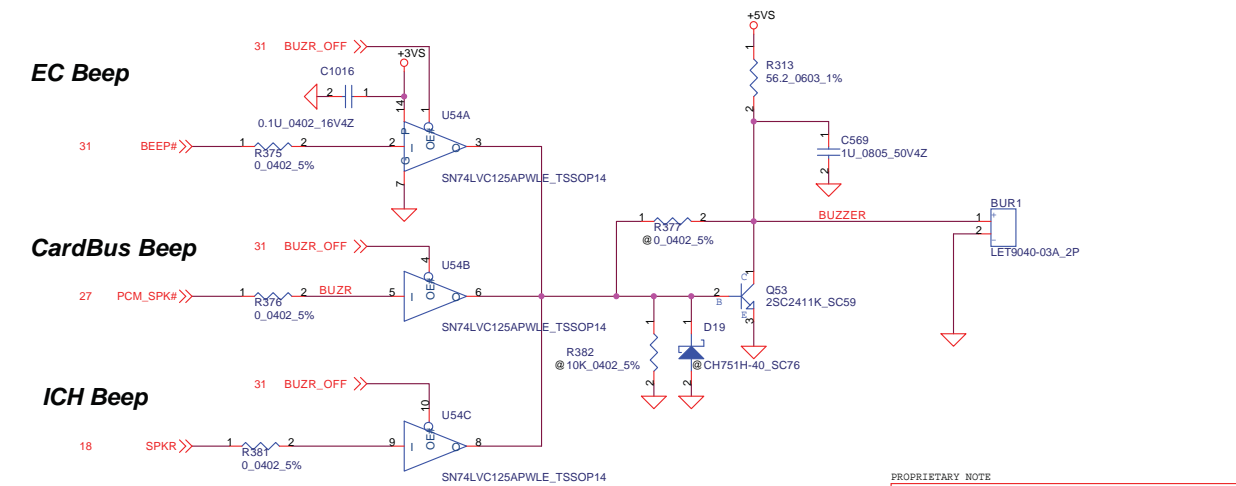 +5VS
31 BUZR_OFF
+3VS
EC Beep
C1016
2 1
14
1
U54A
1
2
R313
56.2_0603_1%
0.1U_0402_16V4Z
P
OE#
31 BEEP#
1 2
R375
0_0402_5%
2 I
O 3
G
7
SN74LVC125APWLE_TSSOP14
1
2
C569
1U_0805_50V4Z
1 2
R377
@0_0402_5%
BUZZER
BUR1
1 +
2 -
LET9040-03A_2P
CardBus Beep
31 BUZR_OFF
4
U54B
OE#
27 PCM_SPK#
1 2
R376
0_0402_5%
BUZR
5 I
O 6
SN74LVC125APWLE_TSSOP14
2
B
1
C
E
3
Q53
2SC2411K_SC59
1
2
R382
@10K_0402_5%
1
2
D19
@CH751H-40_SC76
ICH Beep
31 BUZR_OFF
10
U54C
OE#
18 SPKR
1 2
R381
0_0402_5%
9 I
O 8
SN74LVC125APWLE_TSSOP14
PROPRIETARY NOTE